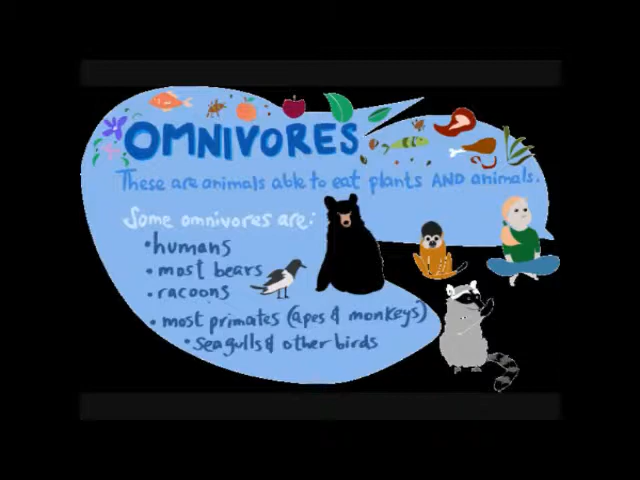 OMNIVORES
These are animals able to eat plants AND animals.
Some omnivores are:
•humans
•most bears
•racoons
•most primates (apes & monkeys)
•seagulls & other birds